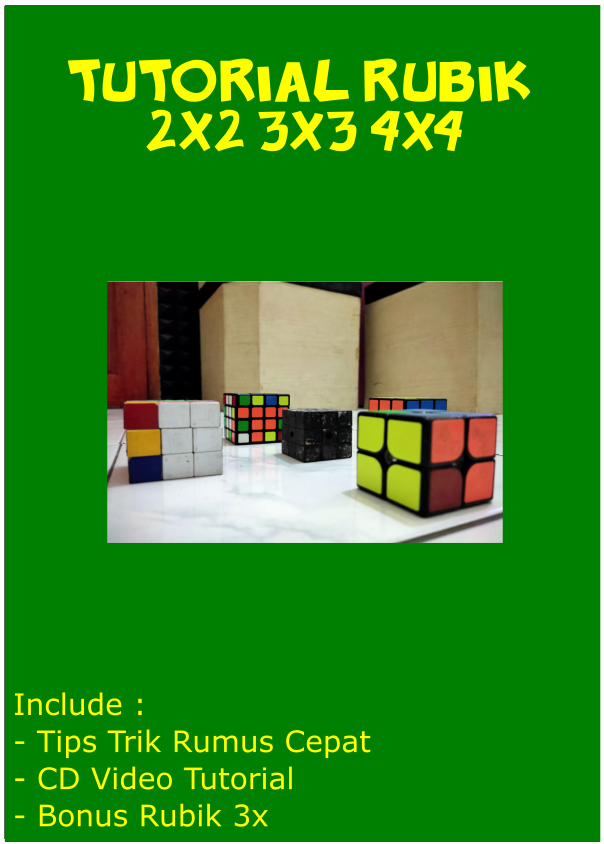 TUTORIAL RUBIK
2X2 3X3 4X4
Include :
- Tips Trik Rumus Cepat
- CD Video Tutorial
- Bonus Rubik 3x